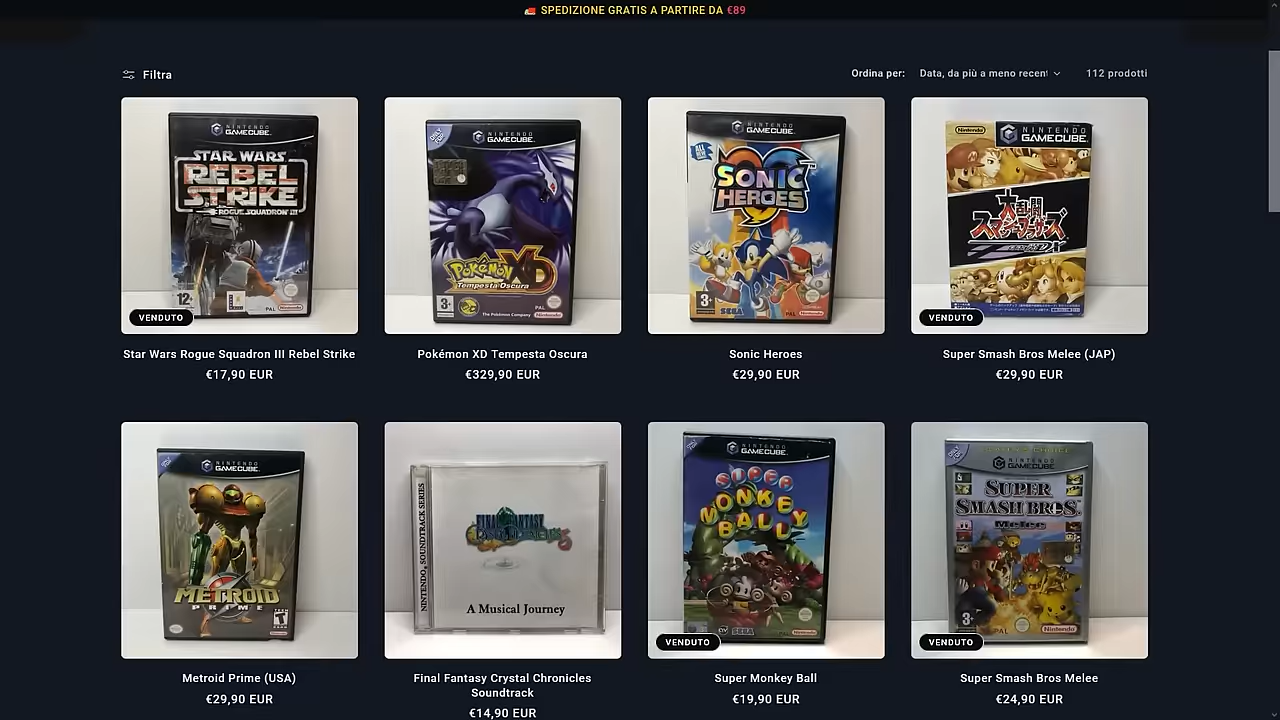 🚚 SPEDIZIONE GRATIS A PARTIRE DA €89
Filtra
Ordina per:
Data, da più a meno recent
112 prodotti
NINTENDO
GAMECUBE
STAR WARS
REBEL
STRIKE
ROGUE SQUADRON III
12+
PAL
Nintendo
VENDUTO
NINTENDO
GAMECUBE
Pokémon XD
Tempesta Oscura
3+
The Pokémon Company
PAL
Nintendo
NINTENDO
GAMECUBE
SONIC
HEROES
3+
SEGA
PAL
Nintendo
Nintendo
NINTENDO
GAMECUBE
VENDUTO
Star Wars Rogue Squadron III Rebel Strike
€17,90 EUR
Pokémon XD Tempesta Oscura
€329,90 EUR
Sonic Heroes
€29,90 EUR
Super Smash Bros Melee (JAP)
€29,90 EUR
NINTENDO
GAMECUBE
METROID
PRIME
T
NINTENDO, SOUNDTRACK SERIES
FINAL FANTASY
A Musical Journey
NINTENDO
GAMECUBE
SUPER
MONKEY
BALL
SEGA
Nintendo
VENDUTO
NINTENDO
GAMECUBE
SUPER
SMASH BROS.
Melee
3+
PAL
Nintendo
VENDUTO
Metroid Prime (USA)
€29,90 EUR
Final Fantasy Crystal Chronicles
Soundtrack
€14,90 EUR
Super Monkey Ball
€19,90 EUR
Super Smash Bros Melee
€24,90 EUR